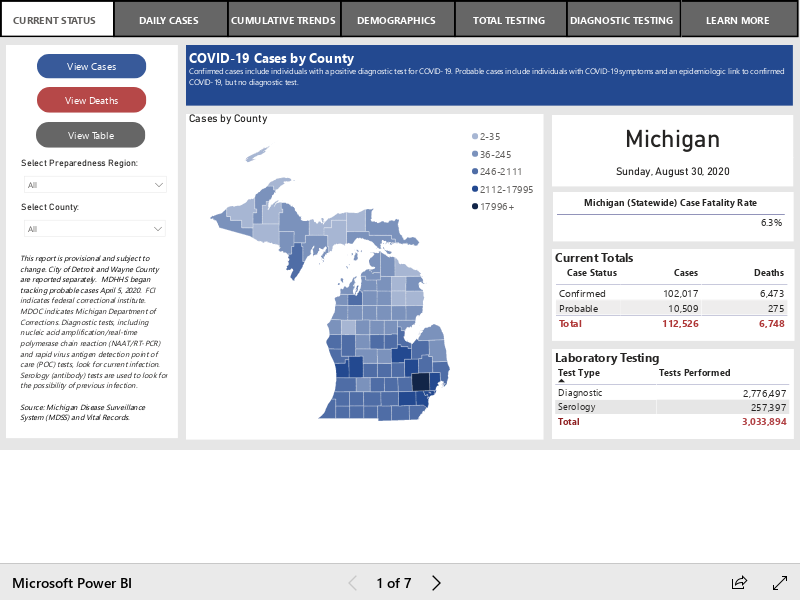 CURRENT STATUS
DAILY CASES
CUMULATIVE TRENDS
DEMOGRAPHICS
TOTAL TESTING
DIAGNOSTIC TESTING
LEARN MORE
View Cases
View Deaths
View Table
Select Preparedness Region:
All
Select County:
All
This report is provisional and subject to
change. City of Detroit and Wayne County
are reported separately. MDHHS began
tracking probable cases April 5, 2020. FCI
indicates federal correctional institute.
MDOC indicates Michigan Department of
Corrections. Diagnostic tests, including
nucleic acid amplification/real-time
polymerase chain reaction (NAAT/RT-PCR)
and rapid virus antigen detection point of
care (POC) tests, look for current infection.
Serology (antibody) tests are used to look for
the possibility of previous infection.
Source: Michigan Disease Surveillance
System (MDSS) and Vital Records.
COVID-19 Cases by County
Confirmed cases include individuals with a positive diagnostic test for COVID-19. Probable cases include individuals with COVID-19 symptoms and an epidemiologic link to confirmed
COVID-19, but no diagnostic test.
Cases by County
2-35
36-245
246-2111
2112-17995
17996+
Michigan
Sunday, August 30, 2020
Michigan (Statewide) Case Fatality Rate
6.3%
Current Totals
Case Status Cases Deaths
Confirmed 102,017 6,473
Probable 10,509 275
Total 112,526 6,748
Laboratory Testing
Test Type Tests Performed
Diagnostic 2,776,497
Serology 257,397
Total 3,033,894
Microsoft Power BI
1 of 7